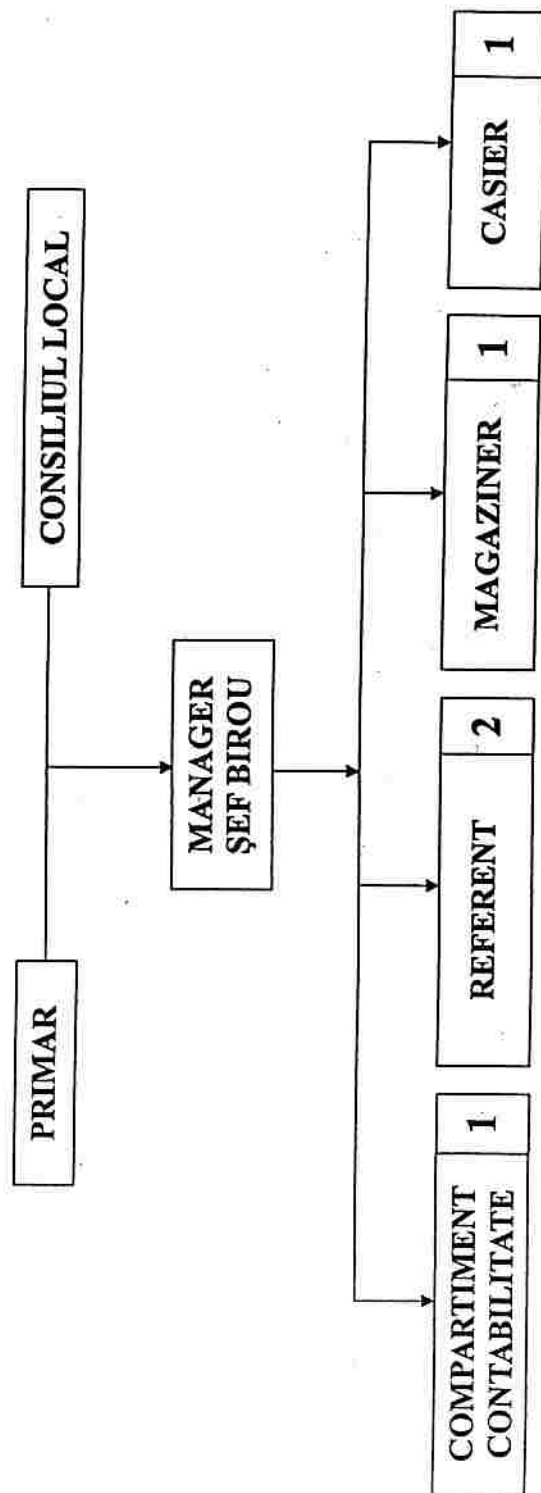 PRIMAR
CONSILIUL LOCAL
MANAGER
ŞEF BIROU
COMPARTIMENT
CONTABILITATE
1
REFERENT
2
MAGAZINER
1
CASIER
1